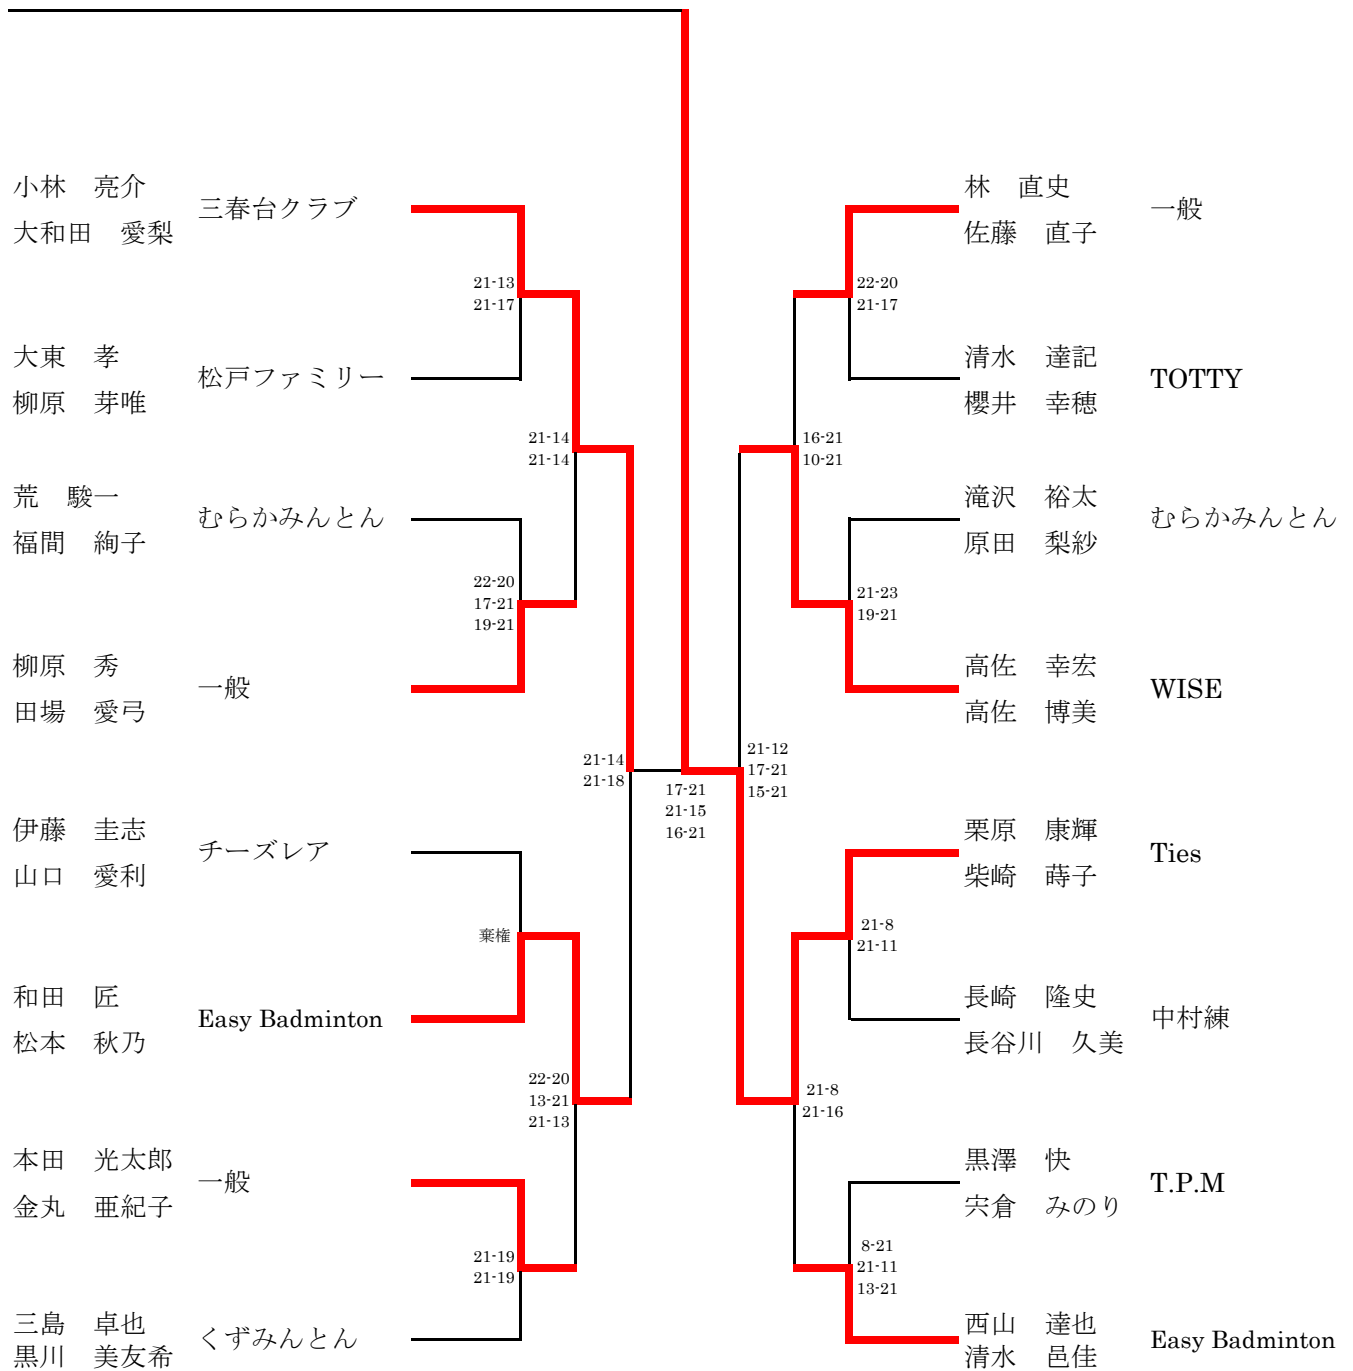 小林　亮介
大和田　愛梨
三春台クラブ
21-13
21-17
大東　孝
柳原　芽唯
松戸ファミリー
21-14
21-14
荒　駿一
福間　絢子
むらかみんとん
22-20
17-21
19-21
柳原　秀
田場　愛弓
一般
21-14
21-18
伊藤　圭志
山口　愛利
チーズレア
棄権
和田　匠
松本　秋乃
Easy Badminton
22-20
13-21
21-13
本田　光太郎
金丸　亜紀子
一般
21-19
21-19
三島　卓也
黒川　美友希
くずみんとん
17-21
21-15
16-21
林　直史
佐藤　直子
一般
22-20
21-17
清水　達記
櫻井　幸穂
TOTTY
16-21
10-21
滝沢　裕太
原田　梨紗
むらかみんとん
21-23
19-21
高佐　幸宏
高佐　博美
WISE
21-12
17-21
15-21
栗原　康輝
柴崎　蒔子
Ties
21-8
21-11
長崎　隆史
長谷川　久美
中村練
21-8
21-16
黒澤　快
宍倉　みのり
T.P.M
8-21
21-11
13-21
西山　達也
清水　邑佳
Easy Badminton